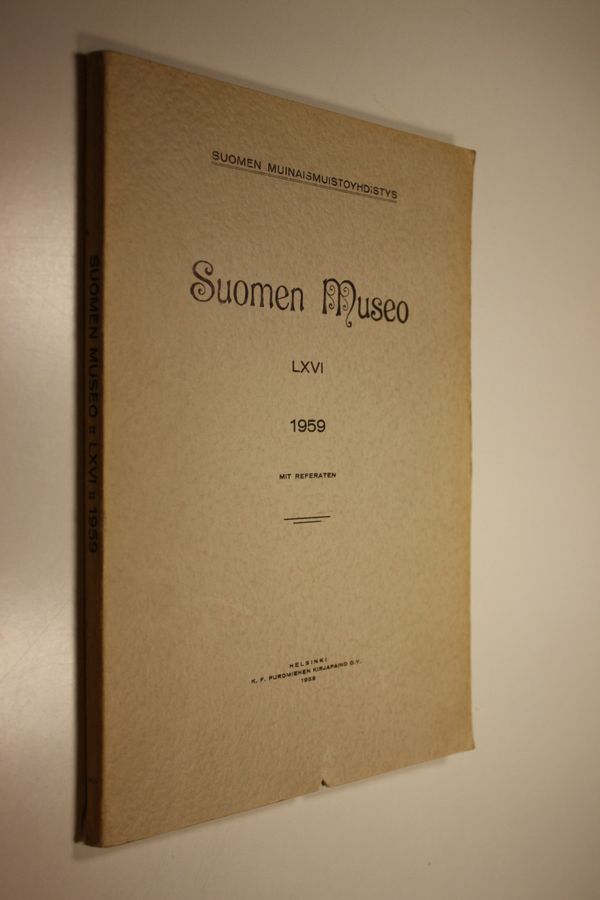 SUOMEN MUINAISMUISTOYHDISTYS
Suomen Museo
LXVI
1959
MIT REFERATEN
HELSINKI
K. F. PUROMIEHEN KIRJAPAINO O.Y.
1959
SUOMEN MUSEO :: LXVI :: 1959